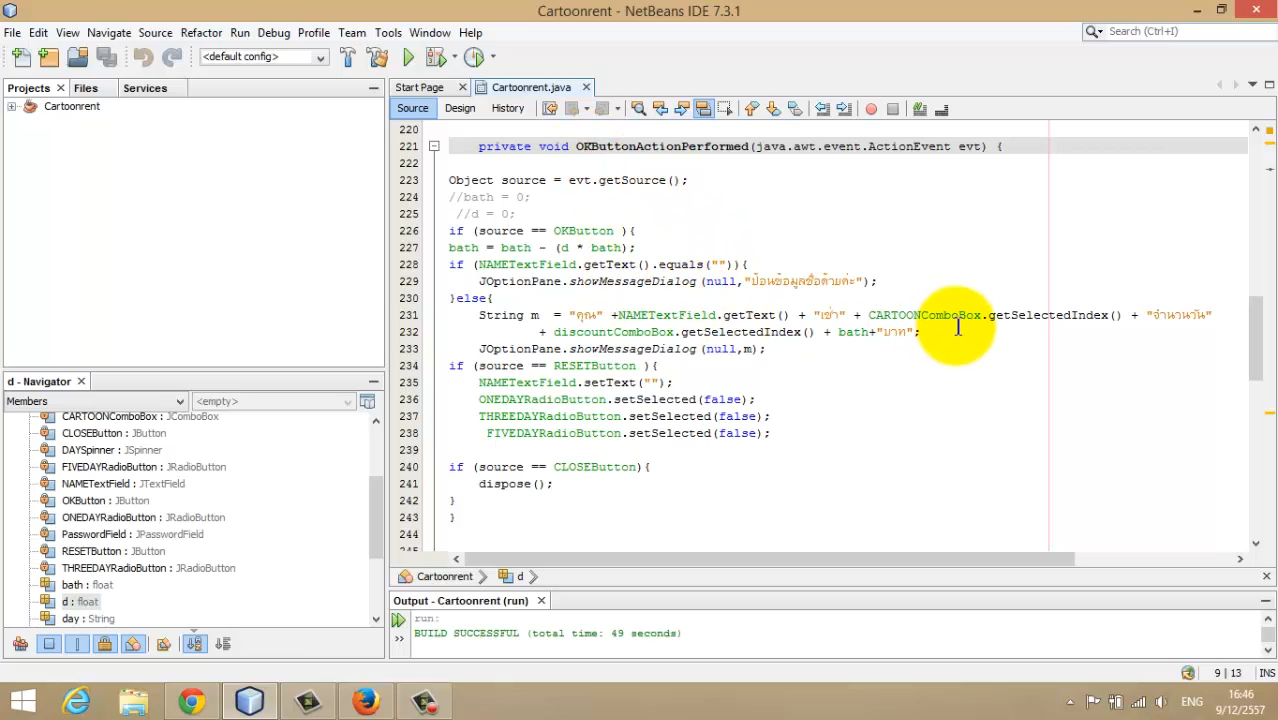 Cartoonrent - NetBeans IDE 7.3.1
File Edit View Navigate Source Refactor Run Debug Profile Team Tools Window Help
Search (Ctrl+I)
<default config>
Projects Files Services
Cartoonrent
Start Page Cartoonrent.java
Source Design History
220
221 private void OKButtonActionPerformed(java.awt.event.ActionEvent evt) {
222
223 Object source = evt.getSource();
224 //bath = 0;
225 //d = 0;
226 if (source == OKButton ){
227 bath = bath - (d * bath);
228 if (NAMETextField.getText().equals("")){
229 JOptionPane.showMessageDialog(null,"ป้อนข้อมูลชื่อด้วยค่ะ");
230 }else{
231 String m = "คุณ" +NAMETextField.getText() + "เช่า" + CARTOONComboBox.getSelectedIndex() + "จำนวนวัน"
232 + discountComboBox.getSelectedIndex() + bath+"บาท";
233 JOptionPane.showMessageDialog(null,m);
234 if (source == RESETButton ){
235 NAMETextField.setText("");
236 ONEDAYRadioButton.setSelected(false);
237 THREEDAYRadioButton.setSelected(false);
238 FIVEDAYRadioButton.setSelected(false);
239
240 if (source == CLOSEButton){
241 dispose();
242 }
243 }
244
245
d - Navigator
Members <empty>
CARTOONComboBox : JComboBox
CLOSEButton : JButton
DAYSpinner : JSpinner
FIVEDAYRadioButton : JRadioButton
NAMETextField : JTextField
OKButton : JButton
ONEDAYRadioButton : JRadioButton
PasswordField : JPasswordField
RESETButton : JButton
THREEDAYRadioButton : JRadioButton
bath : float
d : float
day : String
Cartoonrent d
Output - Cartoonrent (run)
run:
BUILD SUCCESSFUL (total time: 49 seconds)
9 | 13 INS
ENG
16:46
9/12/2557